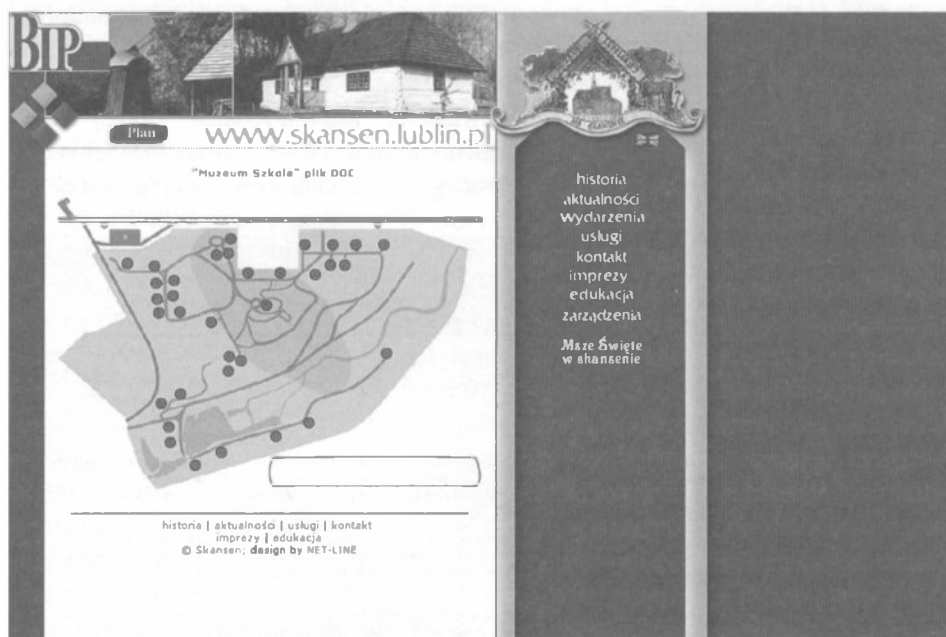 BIP
Plan
www.skansen.lublin.pl
"Muzeum Szkole" plik DOC
historia
aktualności
wydarzenia
usługi
kontakt
imprezy
edukacja
zarządzenia
Msze Święte
w skansenie
historia | aktualności | usługi | kontakt
imprezy | edukacja
© Skansen; design by NET-LINE